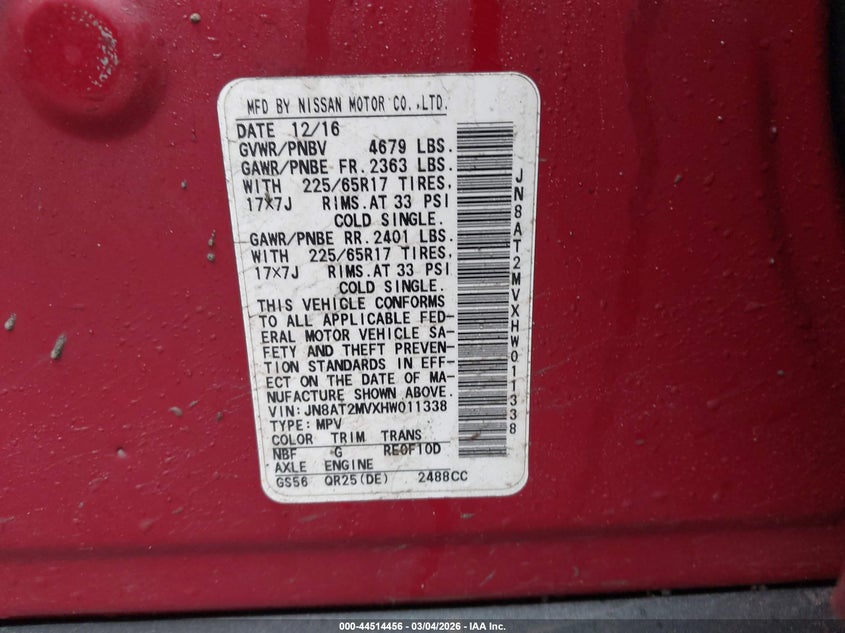 MFD BY NISSAN MOTOR CO.,LTD.
DATE 12/16
GVWR/PNBV 4679 LBS.
GAWR/PNBE FR. 2363 LBS.
WITH 225/65R17 TIRES,
17×7J RIMS.AT 33 PSI
COLD SINGLE.
GAWR/PNBE RR. 2401 LBS.
WITH 225/65R17 TIRES,
17×7J RIMS.AT 33 PSI
COLD SINGLE.
THIS VEHICLE CONFORMS
TO ALL APPLICABLE FED-
ERAL MOTOR VEHICLE SA-
FETY AND THEFT PREVEN-
TION STANDARDS IN EFF-
ECT ON THE DATE OF MA-
NUFACTURE SHOWN ABOVE.
VIN: JN8AT2MVXHW011338
TYPE: MPV
COLOR TRIM TRANS
NBF G RE0F10D
AXLE ENGINE
GS56 QR25(DE) 2488CC
JN8AT2MVXHW011338
000-44514456 - 03/04/2026 - IAA Inc.